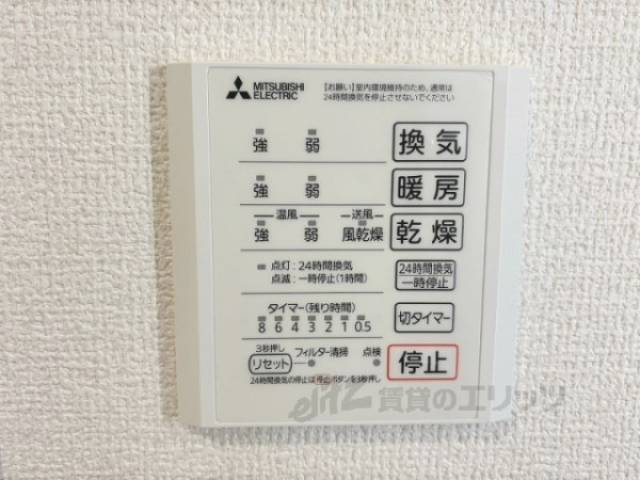 MITSUBISHI
ELECTRIC
【お願い】室内環境維持のため、通常は
24時間換気を停止させないでください
強 弱 換気
強 弱 暖房
温風 送風
強 弱 風乾燥 乾燥
点灯:24時間換気
点滅:一時停止(1時間)
24時間換気
一時停止
タイマー(残り時間)
8 6 4 3 2 1 0.5
切タイマー
3秒押し
リセット フィルター清掃 点検
停止
24時間換気の停止は停止ボタンを3秒押し
賃貸のエリッツ